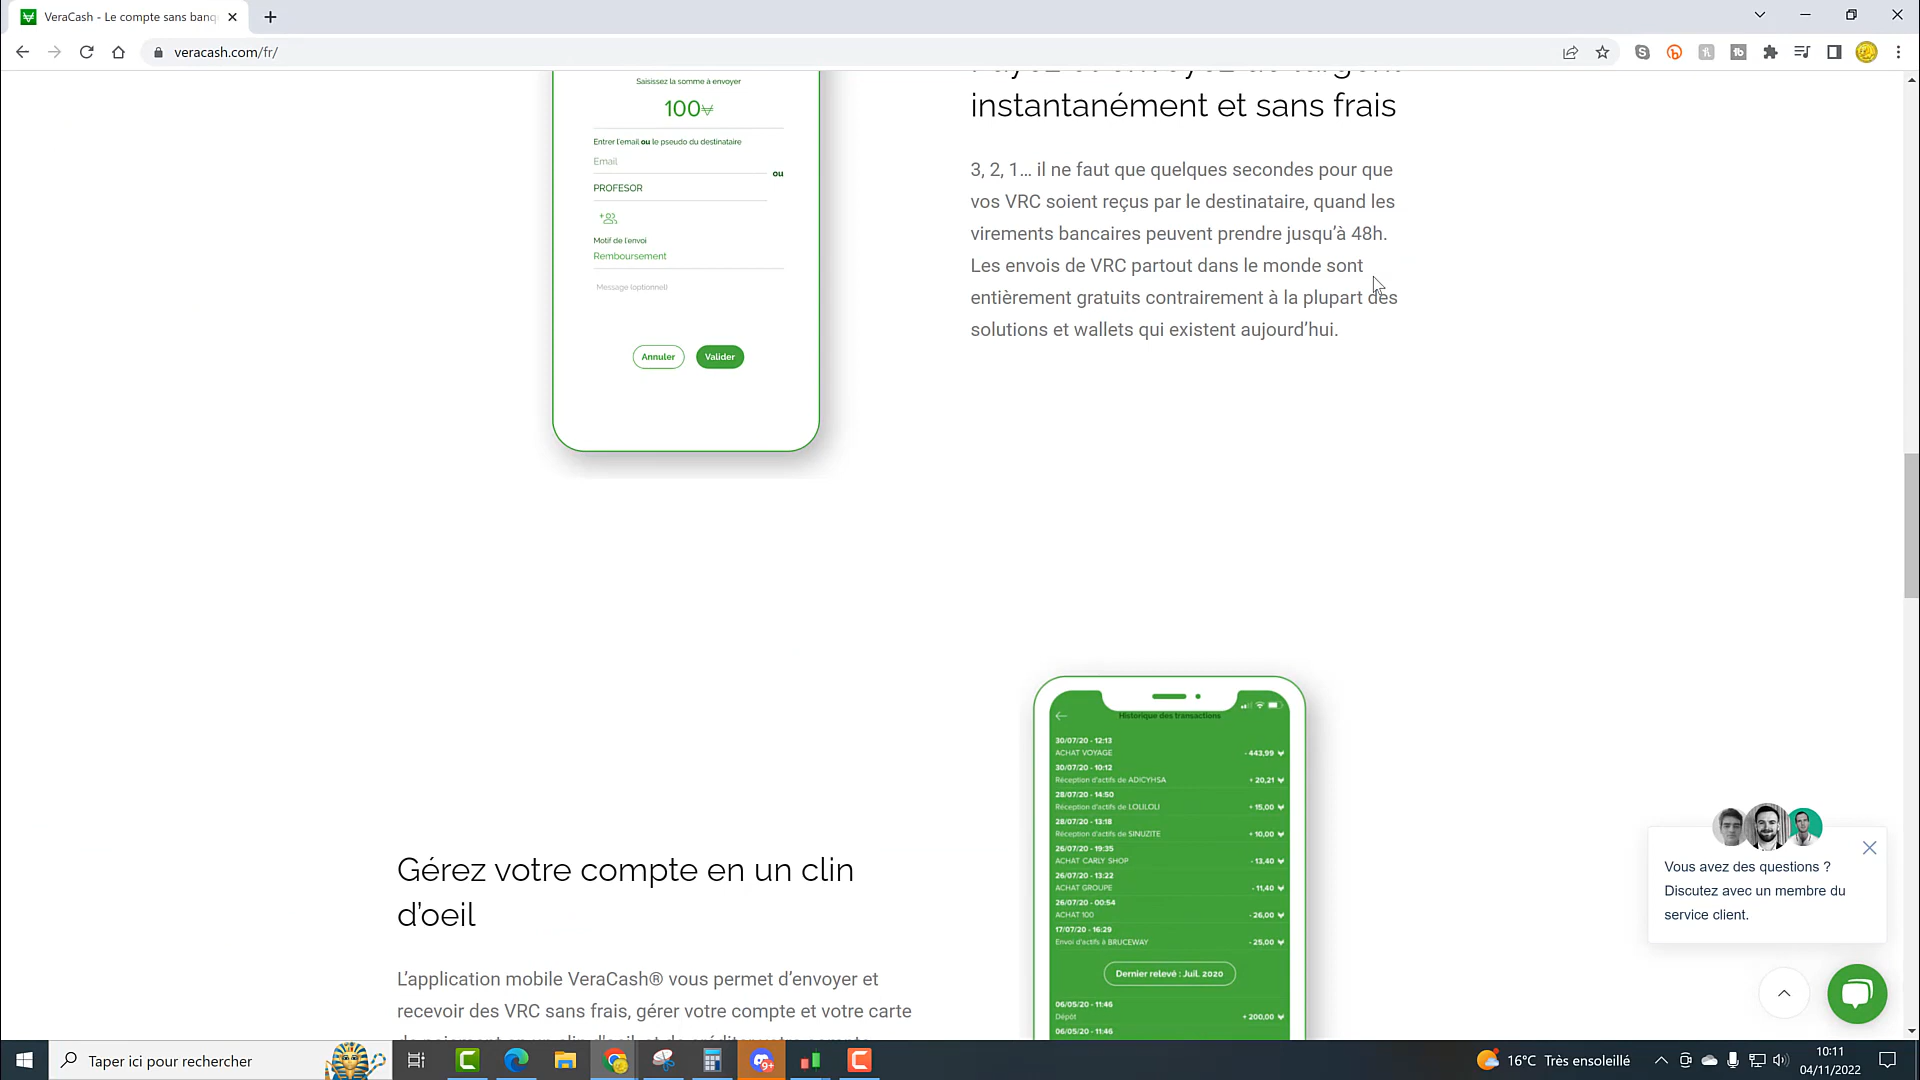 VeraCash - Le compte sans banq
veracash.com/fr/
Saisissez la somme à envoyer
100
Entrer l'email ou le pseudo du destinataire
Email
ou
PROFESOR
Motif de l'envoi
Remboursement
Message (optionnel)
Annuler
Valider
instantanément et sans frais
3, 2, 1... il ne faut que quelques secondes pour que
vos VRC soient reçus par le destinataire, quand les
virements bancaires peuvent prendre jusqu'à 48h.
Les envois de VRC partout dans le monde sont
entièrement gratuits contrairement à la plupart des
solutions et wallets qui existent aujourd'hui.
Gérez votre compte en un clin
d'oeil
L'application mobile VeraCash® vous permet d'envoyer et
recevoir des VRC sans frais, gérer votre compte et votre carte
Historique des transactions
30/07/20 - 12:13
ACHAT VOYAGE - 443,99
30/07/20 - 10:12
Réception d'actifs de ADICYHSA + 20,21
28/07/20 - 14:50
Réception d'actifs de LOLILOLI + 15,00
28/07/20 - 13:18
Réception d'actifs de SINUZITE + 10,00
26/07/20 - 19:35
ACHAT CARLY SHOP - 13,40
26/07/20 - 13:22
ACHAT GROUPE - 11,40
26/07/20 - 00:54
ACHAT 100 - 26,00
17/07/20 - 16:29
Envoi d'actifs à BRUCEWAY - 25,00
Dernier relevé : Juil. 2020
06/05/20 - 11:46
Dépôt + 200,00
06/05/20 - 11:46
Vous avez des questions ?
Discutez avec un membre du
service client.
Taper ici pour rechercher
9+
16°C Très ensoleillé
10:11
04/11/2022